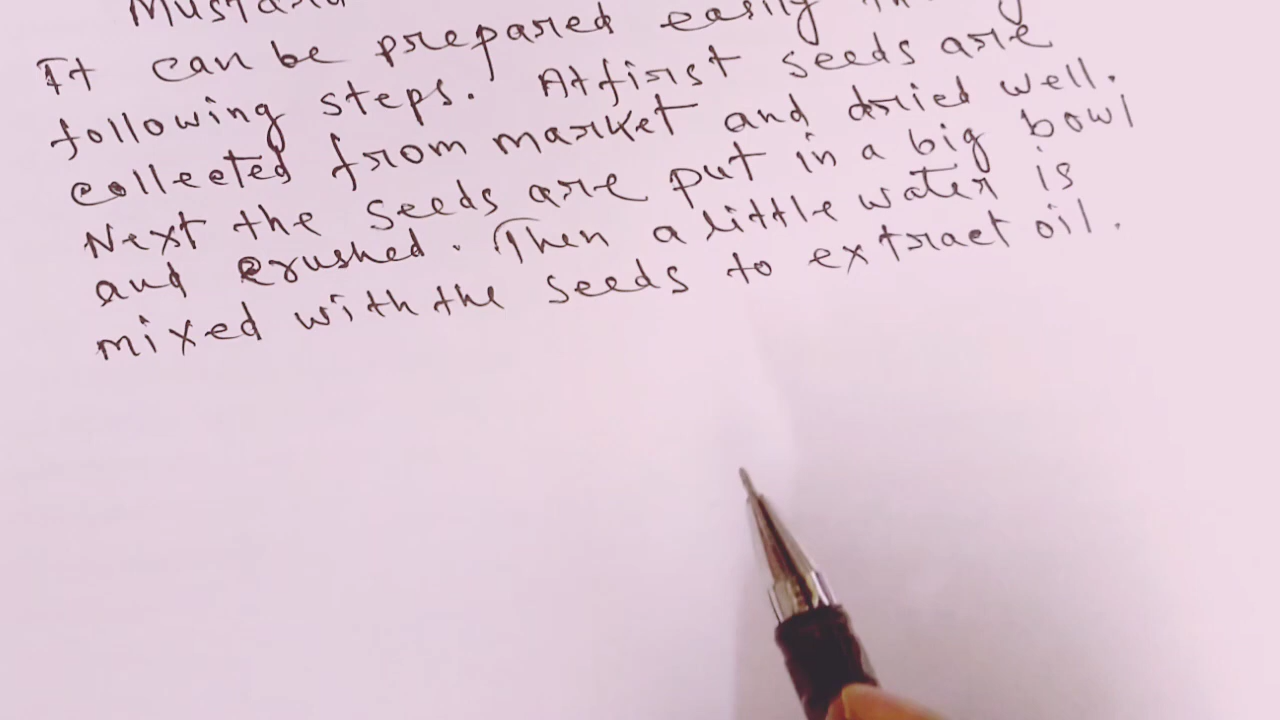 It can be prepared easily
following steps. Atfirst seeds are
collected from market and dried well.
Next the seeds are put in a big bowl
and crushed. Then a little water is
mixed with the seeds to extract oil.